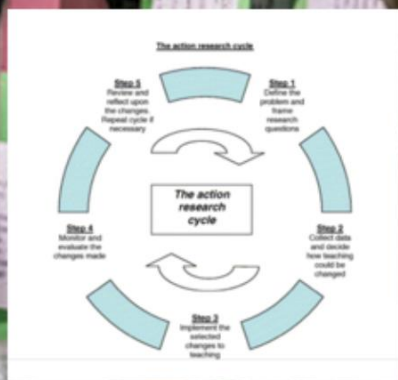 The action research cycle
Step 1
Define the
problem and
frame
research
questions
Step 2
Collect data
and decide
how teaching
could be
changed
Step 3
Implement the
selected
changes to
teaching
Step 4
Monitor and
evaluate the
changes made
Step 5
Review and
reflect upon
the changes.
Repeat cycle if
necessary
The action
research
cycle